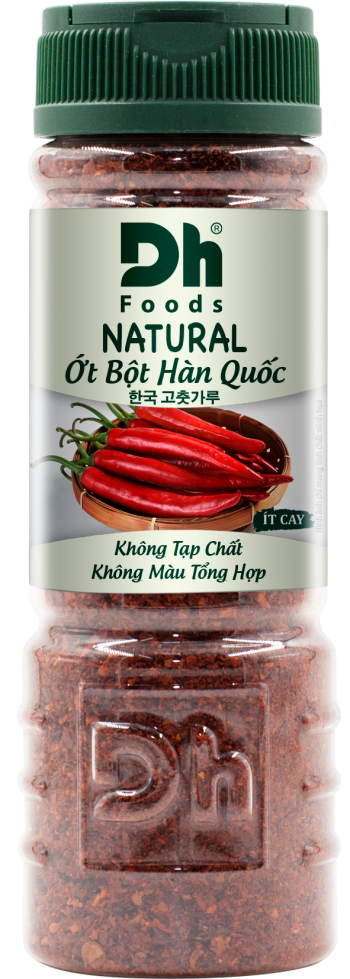 Dh®
Foods
NATURAL
Ớt Bột Hàn Quốc
한국 고춧가루
ÍT CAY
Không Tạp Chất
Không Màu Tổng Hợp
Dh